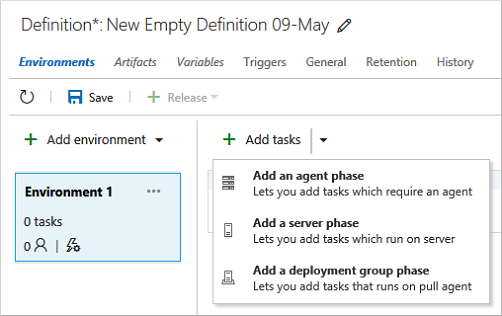 Definition*: New Empty Definition 09-May
Environments Artifacts Variables Triggers General Retention History
Save Release
Add environment Add tasks
Environment 1 ...
0 tasks
0
Add an agent phase
Lets you add tasks which require an agent
Add a server phase
Lets you add tasks which run on server
Add a deployment group phase
Lets you add tasks that runs on pull agent